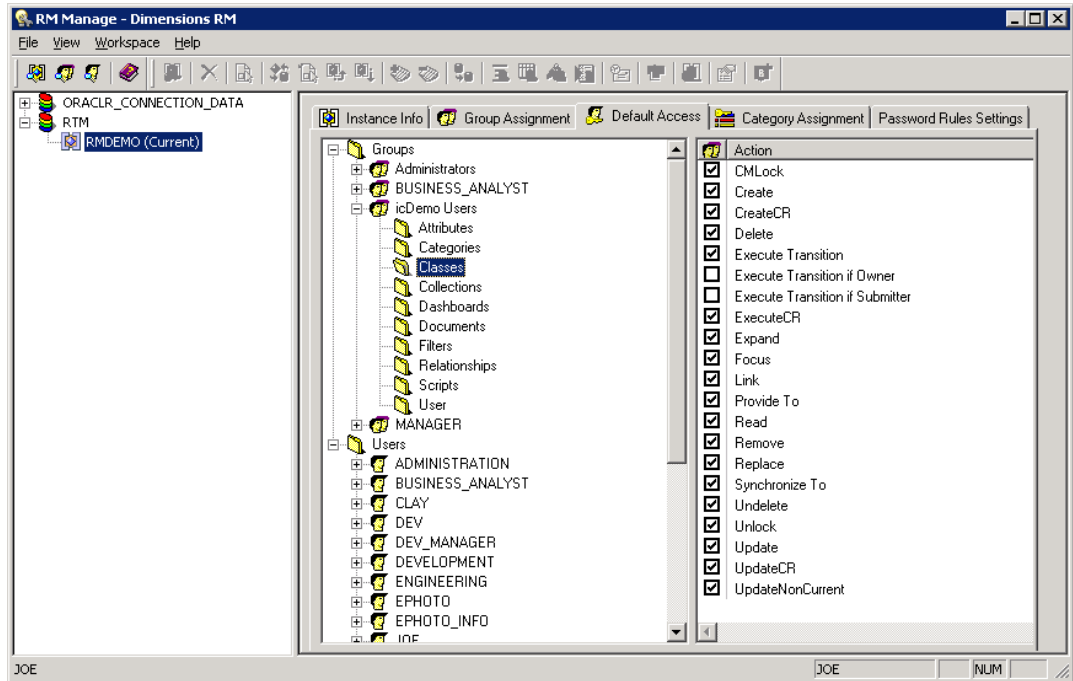 RM Manage - Dimensions RM
File View Workspace Help
ORACLR_CONNECTION_DATA
RTM
RMDEMO (Current)
Instance Info
Group Assignment
Default Access
Category Assignment
Password Rules Settings
Groups
Administrators
BUSINESS_ANALYST
icDemo Users
Attributes
Categories
Classes
Collections
Dashboards
Documents
Filters
Relationships
Scripts
User
MANAGER
Users
ADMINISTRATION
BUSINESS_ANALYST
CLAY
DEV
DEV_MANAGER
DEVELOPMENT
ENGINEERING
EPHOTO
EPHOTO_INFO
JOE
Action
CMLock
Create
CreateCR
Delete
Execute Transition
Execute Transition if Owner
Execute Transition if Submitter
ExecuteCR
Expand
Focus
Link
Provide To
Read
Remove
Replace
Synchronize To
Undelete
Unlock
Update
UpdateCR
UpdateNonCurrent
JOE
JOE
NUM